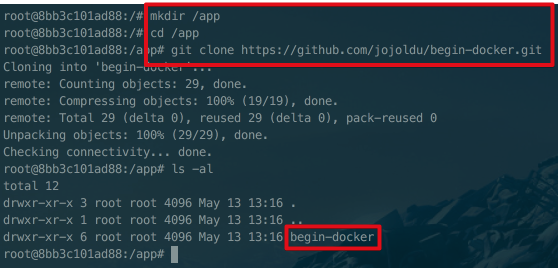 root@8bb3c101ad88:/# mkdir /app
root@8bb3c101ad88:/# cd /app
root@8bb3c101ad88:/app# git clone https://github.com/jojoldu/begin-docker.git
Cloning into 'begin-docker'...
remote: Counting objects: 29, done.
remote: Compressing objects: 100% (19/19), done.
remote: Total 29 (delta 0), reused 29 (delta 0), pack-reused 0
Unpacking objects: 100% (29/29), done.
Checking connectivity... done.
root@8bb3c101ad88:/app# ls -al
total 12
drwxr-xr-x 3 root root 4096 May 13 13:16 .
drwxr-xr-x 1 root root 4096 May 13 13:16 ..
drwxr-xr-x 6 root root 4096 May 13 13:16 begin-docker
root@8bb3c101ad88:/app#